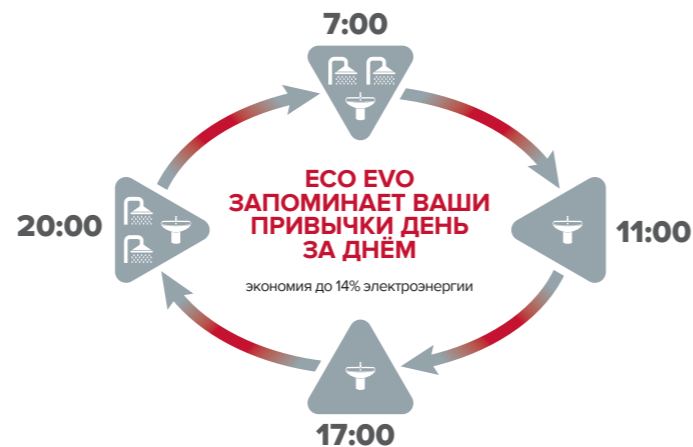 7:00
ECO EVO
ЗАПОМИНАЕТ ВАШИ
ПРИВЫЧКИ ДЕНЬ
ЗА ДНЁМ
20:00
11:00
экономия до 14% электроэнергии
17:00